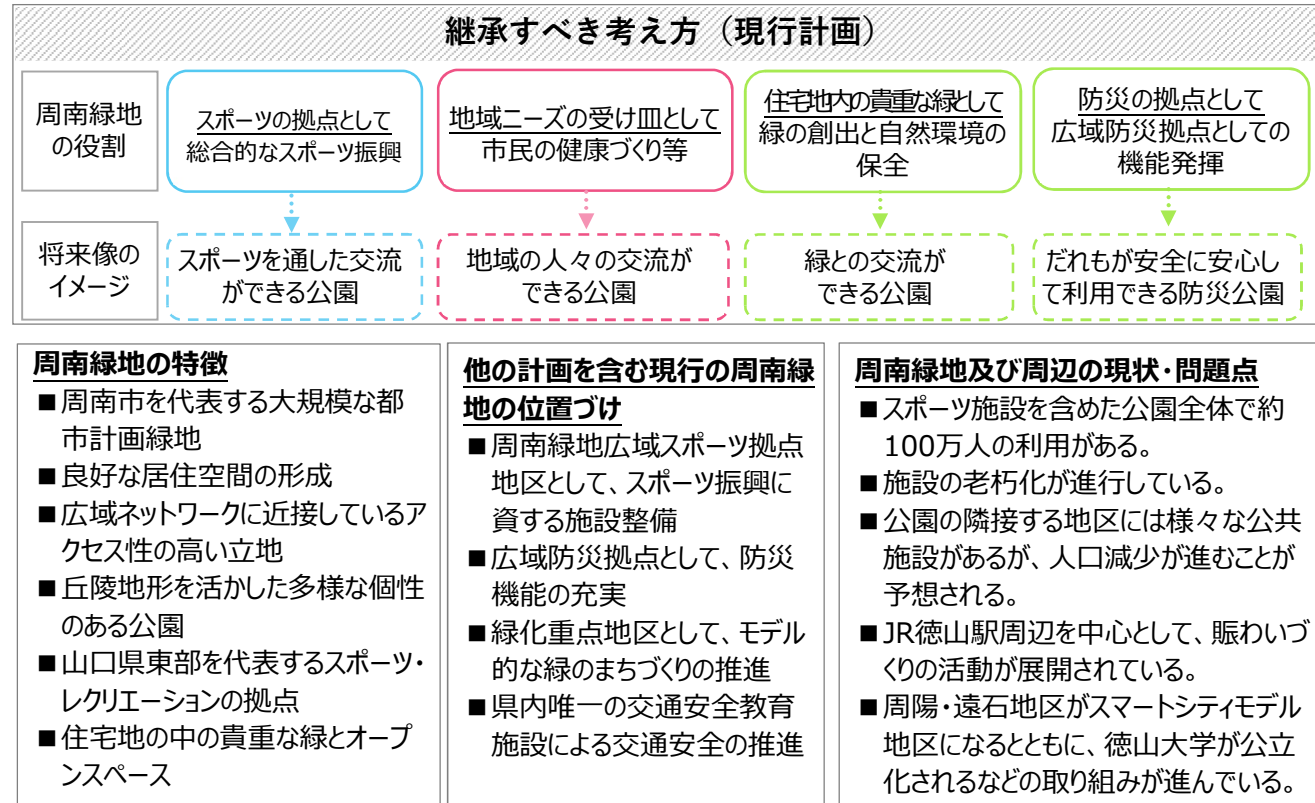 継承すべき考え方（現行計画）
周南緑地
の役割
スポーツの拠点として
総合的なスポーツ振興
地域ニーズの受け皿として
市民の健康づくり等
住宅地内の貴重な緑として
緑の創出と自然環境の
保全
防災の拠点として
広域防災拠点としての
機能発揮
将来像の
イメージ
スポーツを通した交流
ができる公園
地域の人々の交流が
できる公園
緑との交流が
できる公園
だれもが安全に安心し
て利用できる防災公園
周南緑地の特徴
■周南市を代表する大規模な都
市計画緑地
■良好な居住空間の形成
■広域ネットワークに近接しているア
クセス性の高い立地
■丘陵地形を活かした多様な個性
のある公園
■山口県東部を代表するスポーツ・
レクリエーションの拠点
■住宅地の中の貴重な緑とオープ
ンスペース
他の計画を含む現行の周南緑
地の位置づけ
■周南緑地広域スポーツ拠点
地区として、スポーツ振興に
資する施設整備
■広域防災拠点として、防災
機能の充実
■緑化重点地区として、モデル
的な緑のまちづくりの推進
■県内唯一の交通安全教育
施設による交通安全の推進
周南緑地及び周辺の現状・問題点
■スポーツ施設を含めた公園全体で約
100万人の利用がある。
■施設の老朽化が進行している。
■公園の隣接する地区には様々な公共
施設があるが、人口減少が進むことが
予想される。
■JR徳山駅周辺を中心として、賑わいづ
くりの活動が展開されている。
■周陽・遠石地区がスマートシティモデル
地区になるとともに、徳山大学が公立
化されるなどの取り組みが進んでいる。